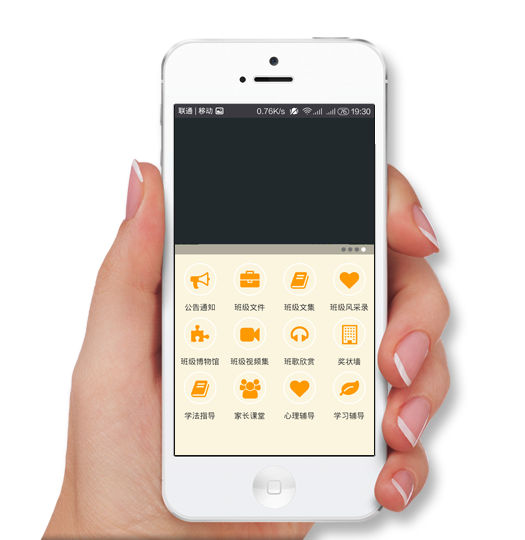 联通 | 移动 0.76K/s 76 19:30
公告通知 班级文件 班级文集 班级风采录
班级博物馆 班级视频集 班歌欣赏 奖状墙
学法指导 家长课堂 心理辅导 学习辅导